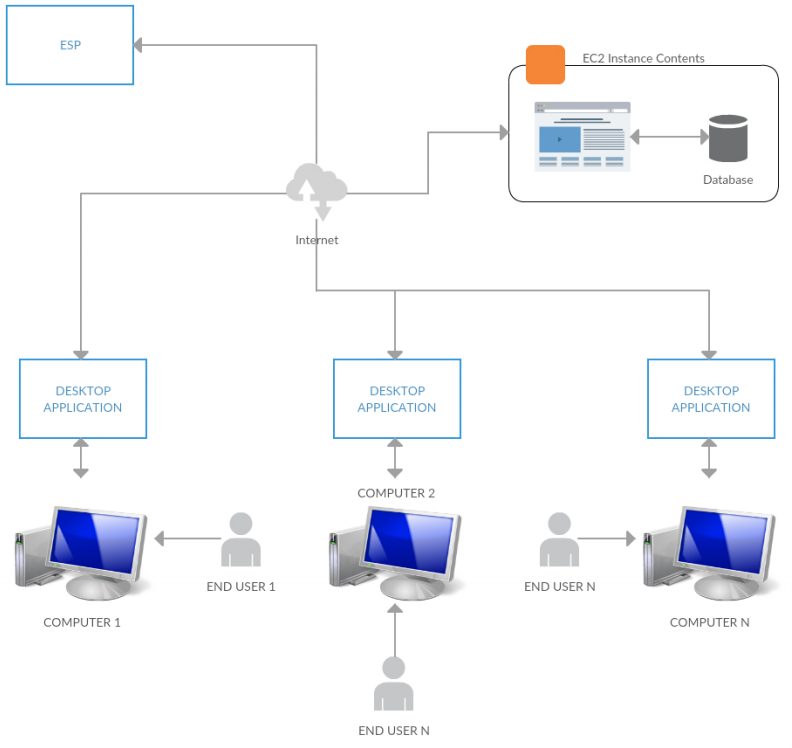 ESP
EC2 Instance Contents
Database
Internet
DESKTOP
APPLICATION
DESKTOP
APPLICATION
DESKTOP
APPLICATION
COMPUTER 2
END USER 1
END USER N
COMPUTER 1
COMPUTER N
END USER N